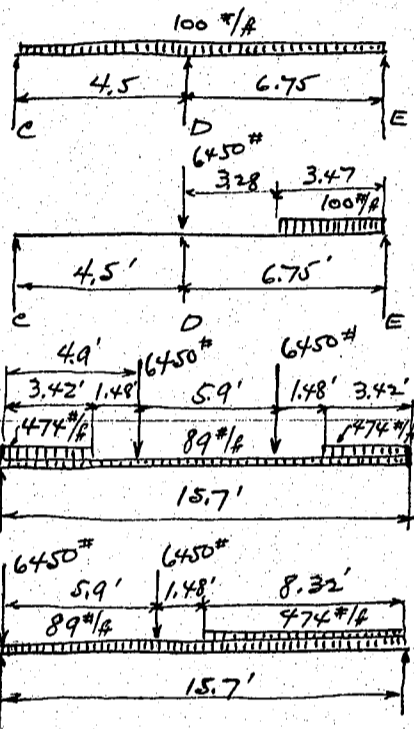 100 #/ft
4.5 6.75
C D E
6450#
3.28 3.47
100#/ft
4.5' 6.75'
C D E
4.9' 6450# 6450#
3.42' 1.48' 5.9' 1.48' 3.42'
474#/ft 89#/ft 474#/ft
15.7'
6450# 6450#
5.9' 1.48' 8.32'
89#/ft 474#/ft
15.7'